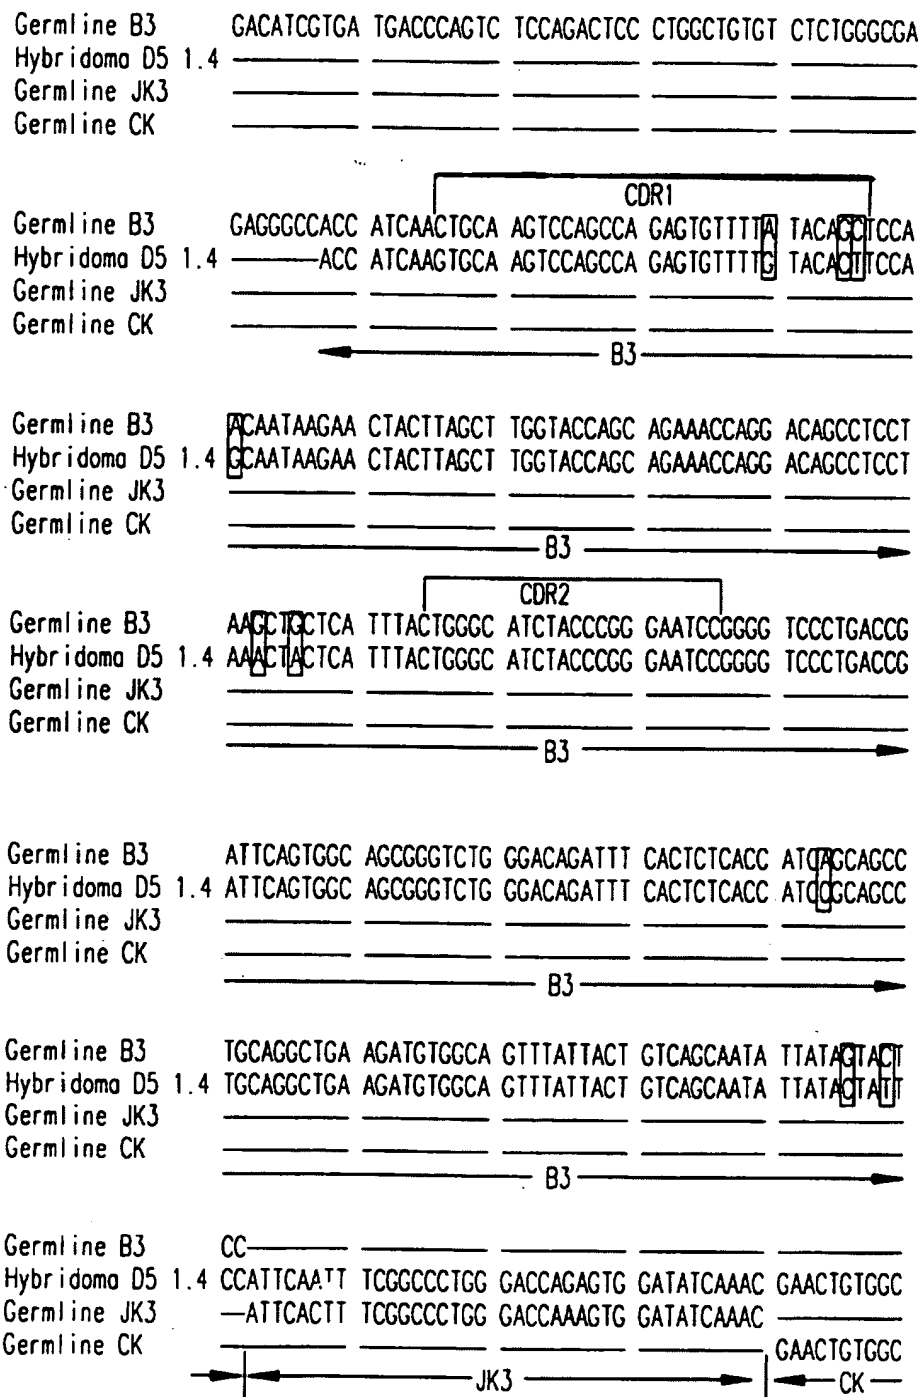 Germline B3 GACATCGTGA TGACCCAGTC TCCAGACTCC CTGGCTGTGT CTCTGGGCGA
Hybridoma D5 1.4
Germline JK3
Germline CK
CDR1
Germline B3 GAGGGCCACC ATCAACTGCA AGTCCAGCCA GAGTGTTTTA TACAGCTCCA
Hybridoma D5 1.4 ACC ATCAAGTGCA AGTCCAGCCA GAGTGTTTTG TACACTTCCA
Germline JK3
Germline CK
B3
Germline B3 ACAATAAGAA CTACTTAGCT TGGTACCAGC AGAAACCAGG ACAGCCTCCT
Hybridoma D5 1.4 GCAATAAGAA CTACTTAGCT TGGTACCAGC AGAAACCAGG ACAGCCTCCT
Germline JK3
Germline CK
B3
CDR2
Germline B3 AAGCTGCTCA TTTACTGGGC ATCTACCCGG GAATCCGGGG TCCCTGACCG
Hybridoma D5 1.4 AAACTACTCA TTTACTGGGC ATCTACCCGG GAATCCGGGG TCCCTGACCG
Germline JK3
Germline CK
B3
Germline B3 ATTCAGTGGC AGCGGGTCTG GGACAGATTT CACTCTCACC ATCAGCAGCC
Hybridoma D5 1.4 ATTCAGTGGC AGCGGGTCTG GGACAGATTT CACTCTCACC ATCCGCAGCC
Germline JK3
Germline CK
B3
Germline B3 TGCAGGCTGA AGATGTGGCA GTTTATTACT GTCAGCAATA TTATAGTACT
Hybridoma D5 1.4 TGCAGGCTGA AGATGTGGCA GTTTATTACT GTCAGCAATA TTATACTATT
Germline JK3
Germline CK
B3
Germline B3 CC
Hybridoma D5 1.4 CCATTCAATT TCGGCCCTGG GACCAGAGTG GATATCAAAC GAACTGTGGC
Germline JK3 ATTCACTT TCGGCCCTGG GACCAAAGTG GATATCAAAC
Germline CK GAACTGTGGC
JK3 CK